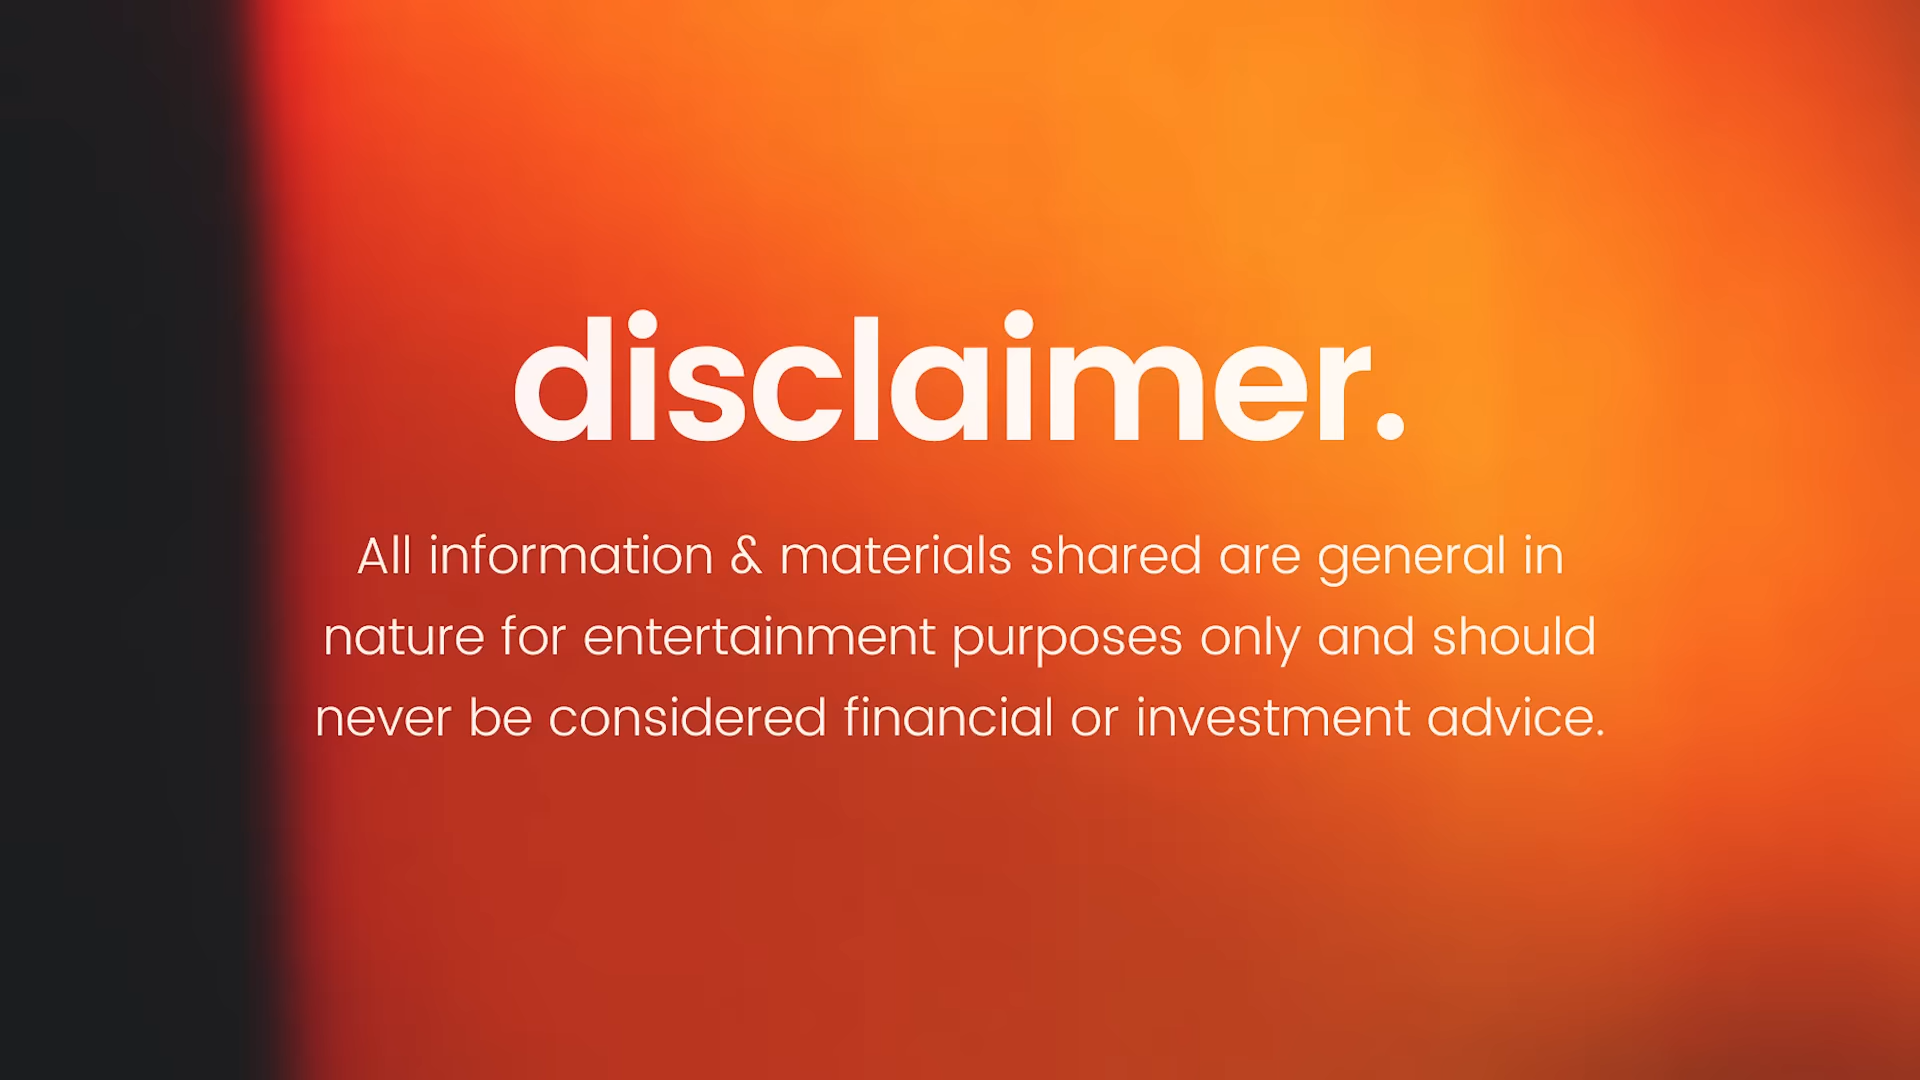 disclaimer.
All information & materials shared are general in
nature for entertainment purposes only and should
never be considered financial or investment advice.